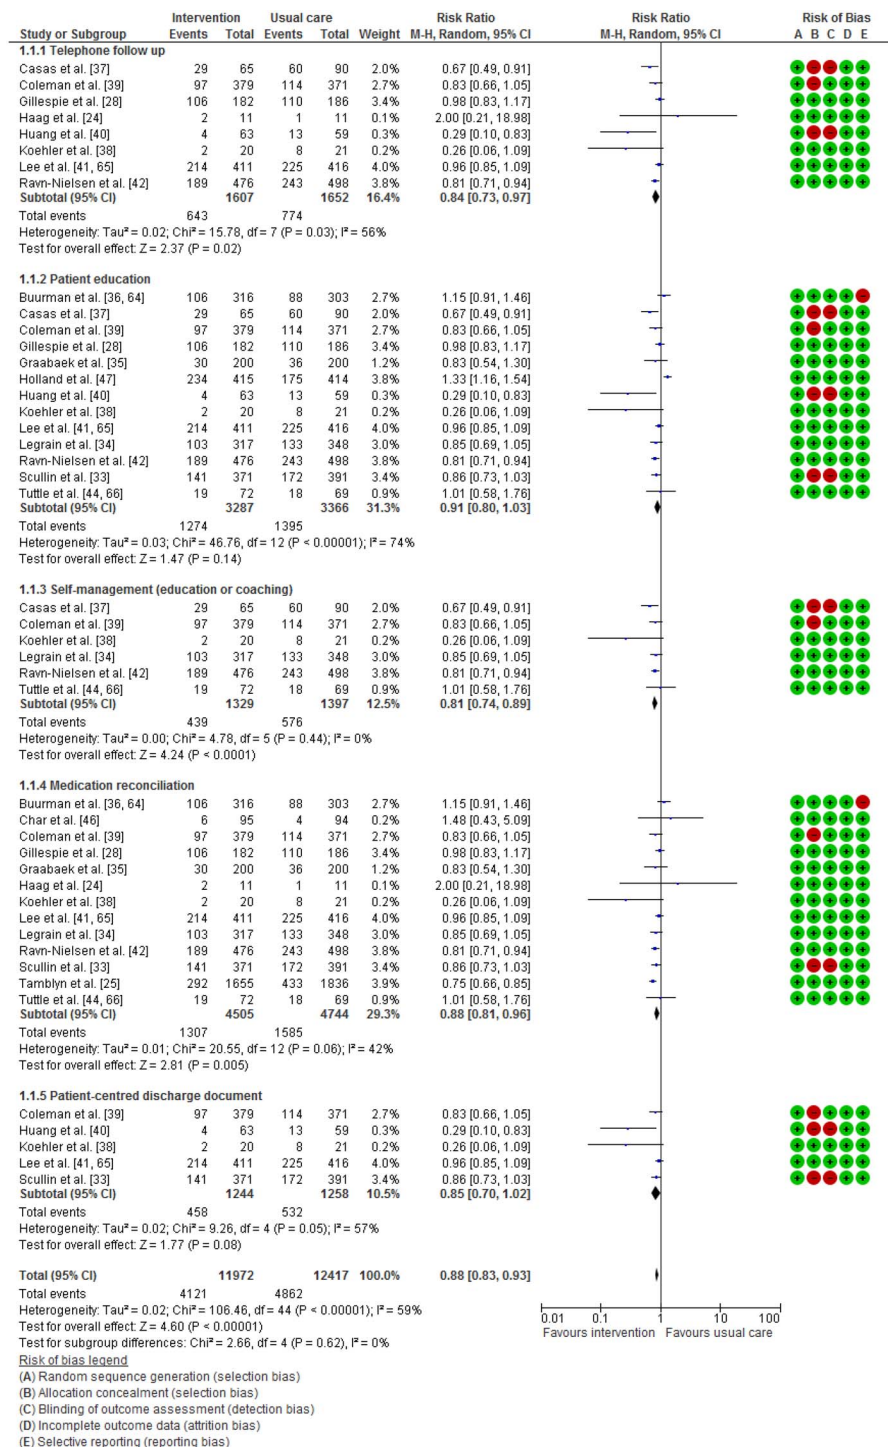 Intervention Usual care Risk Ratio Risk Ratio Risk of Bias
Study or Subgroup Events Total Events Total Weight M-H, Random, 95% CI M-H, Random, 95% CI A B C D E
1.1.1 Telephone follow up
Casas et al. [37] 29 65 60 90 2.0% 0.67 [0.49, 0.91]
Coleman et al. [39] 97 379 114 371 2.7% 0.83 [0.66, 1.05]
Gillespie et al. [28] 106 182 110 186 3.4% 0.98 [0.83, 1.17]
Haag et al. [24] 2 11 1 11 0.1% 2.00 [0.21, 18.98]
Huang et al. [40] 4 63 13 59 0.3% 0.29 [0.10, 0.83]
Koehler et al. [38] 2 20 8 21 0.2% 0.26 [0.06, 1.09]
Lee et al. [41, 65] 214 411 225 416 4.0% 0.96 [0.85, 1.09]
Ravn-Nielsen et al. [42] 189 476 243 498 3.8% 0.81 [0.71, 0.94]
Subtotal (95% CI) 1607 1652 16.4% 0.84 [0.73, 0.97]
Total events 643 774
Heterogeneity: Tau² = 0.02; Chi² = 15.78, df = 7 (P = 0.03); I² = 56%
Test for overall effect: Z = 2.37 (P = 0.02)
1.1.2 Patient education
Buurman et al. [36, 64] 106 316 88 303 2.7% 1.15 [0.91, 1.46]
Casas et al. [37] 29 65 60 90 2.0% 0.67 [0.49, 0.91]
Coleman et al. [39] 97 379 114 371 2.7% 0.83 [0.66, 1.05]
Gillespie et al. [28] 106 182 110 186 3.4% 0.98 [0.83, 1.17]
Graabaek et al. [35] 30 200 36 200 1.2% 0.83 [0.54, 1.30]
Holland et al. [47] 234 415 175 414 3.8% 1.33 [1.16, 1.54]
Huang et al. [40] 4 63 13 59 0.3% 0.29 [0.10, 0.83]
Koehler et al. [38] 2 20 8 21 0.2% 0.26 [0.06, 1.09]
Lee et al. [41, 65] 214 411 225 416 4.0% 0.96 [0.85, 1.09]
Legrain et al. [34] 103 317 133 348 3.0% 0.85 [0.69, 1.05]
Ravn-Nielsen et al. [42] 189 476 243 498 3.8% 0.81 [0.71, 0.94]
Scullin et al. [33] 141 371 172 391 3.4% 0.86 [0.73, 1.03]
Tuttle et al. [44, 66] 19 72 18 69 0.9% 1.01 [0.58, 1.76]
Subtotal (95% CI) 3287 3366 31.3% 0.91 [0.80, 1.03]
Total events 1274 1395
Heterogeneity: Tau² = 0.03; Chi² = 46.76, df = 12 (P < 0.00001); I² = 74%
Test for overall effect: Z = 1.47 (P = 0.14)
1.1.3 Self-management (education or coaching)
Casas et al. [37] 29 65 60 90 2.0% 0.67 [0.49, 0.91]
Coleman et al. [39] 97 379 114 371 2.7% 0.83 [0.66, 1.05]
Koehler et al. [38] 2 20 8 21 0.2% 0.26 [0.06, 1.09]
Legrain et al. [34] 103 317 133 348 3.0% 0.85 [0.69, 1.05]
Ravn-Nielsen et al. [42] 189 476 243 498 3.8% 0.81 [0.71, 0.94]
Tuttle et al. [44, 66] 19 72 18 69 0.9% 1.01 [0.58, 1.76]
Subtotal (95% CI) 1329 1397 12.5% 0.81 [0.74, 0.89]
Total events 439 576
Heterogeneity: Tau² = 0.00; Chi² = 4.78, df = 5 (P = 0.44); I² = 0%
Test for overall effect: Z = 4.24 (P < 0.0001)
1.1.4 Medication reconciliation
Buurman et al. [36, 64] 106 316 88 303 2.7% 1.15 [0.91, 1.46]
Char et al. [46] 6 95 4 94 0.2% 1.48 [0.43, 5.09]
Coleman et al. [39] 97 379 114 371 2.7% 0.83 [0.66, 1.05]
Gillespie et al. [28] 106 182 110 186 3.4% 0.98 [0.83, 1.17]
Graabaek et al. [35] 30 200 36 200 1.2% 0.83 [0.54, 1.30]
Haag et al. [24] 2 11 1 11 0.1% 2.00 [0.21, 18.98]
Koehler et al. [38] 2 20 8 21 0.2% 0.26 [0.06, 1.09]
Lee et al. [41, 65] 214 411 225 416 4.0% 0.96 [0.85, 1.09]
Legrain et al. [34] 103 317 133 348 3.0% 0.85 [0.69, 1.05]
Ravn-Nielsen et al. [42] 189 476 243 498 3.8% 0.81 [0.71, 0.94]
Scullin et al. [33] 141 371 172 391 3.4% 0.86 [0.73, 1.03]
Tamblyn et al. [25] 292 1655 433 1836 3.9% 0.75 [0.66, 0.85]
Tuttle et al. [44, 66] 19 72 18 69 0.9% 1.01 [0.58, 1.76]
Subtotal (95% CI) 4505 4744 29.3% 0.88 [0.81, 0.96]
Total events 1307 1585
Heterogeneity: Tau² = 0.01; Chi² = 20.55, df = 12 (P = 0.06); I² = 42%
Test for overall effect: Z = 2.81 (P = 0.005)
1.1.5 Patient-centred discharge document
Coleman et al. [39] 97 379 114 371 2.7% 0.83 [0.66, 1.05]
Huang et al. [40] 4 63 13 59 0.3% 0.29 [0.10, 0.83]
Koehler et al. [38] 2 20 8 21 0.2% 0.26 [0.06, 1.09]
Lee et al. [41, 65] 214 411 225 416 4.0% 0.96 [0.85, 1.09]
Scullin et al. [33] 141 371 172 391 3.4% 0.86 [0.73, 1.03]
Subtotal (95% CI) 1244 1258 10.5% 0.85 [0.70, 1.02]
Total events 458 532
Heterogeneity: Tau² = 0.02; Chi² = 9.26, df = 4 (P = 0.05); I² = 57%
Test for overall effect: Z = 1.77 (P = 0.08)
Total (95% CI) 11972 12417 100.0% 0.88 [0.83, 0.93]
Total events 4121 4862
Heterogeneity: Tau² = 0.02; Chi² = 106.46, df = 44 (P < 0.00001); I² = 59%
Test for overall effect: Z = 4.60 (P < 0.00001)
Test for subgroup differences: Chi² = 2.66, df = 4 (P = 0.62), I² = 0%
0.01 0.1 1 10 100
Favours intervention Favours usual care
Risk of bias legend
(A) Random sequence generation (selection bias)
(B) Allocation concealment (selection bias)
(C) Blinding of outcome assessment (detection bias)
(D) Incomplete outcome data (attrition bias)
(E) Selective reporting (reporting bias)